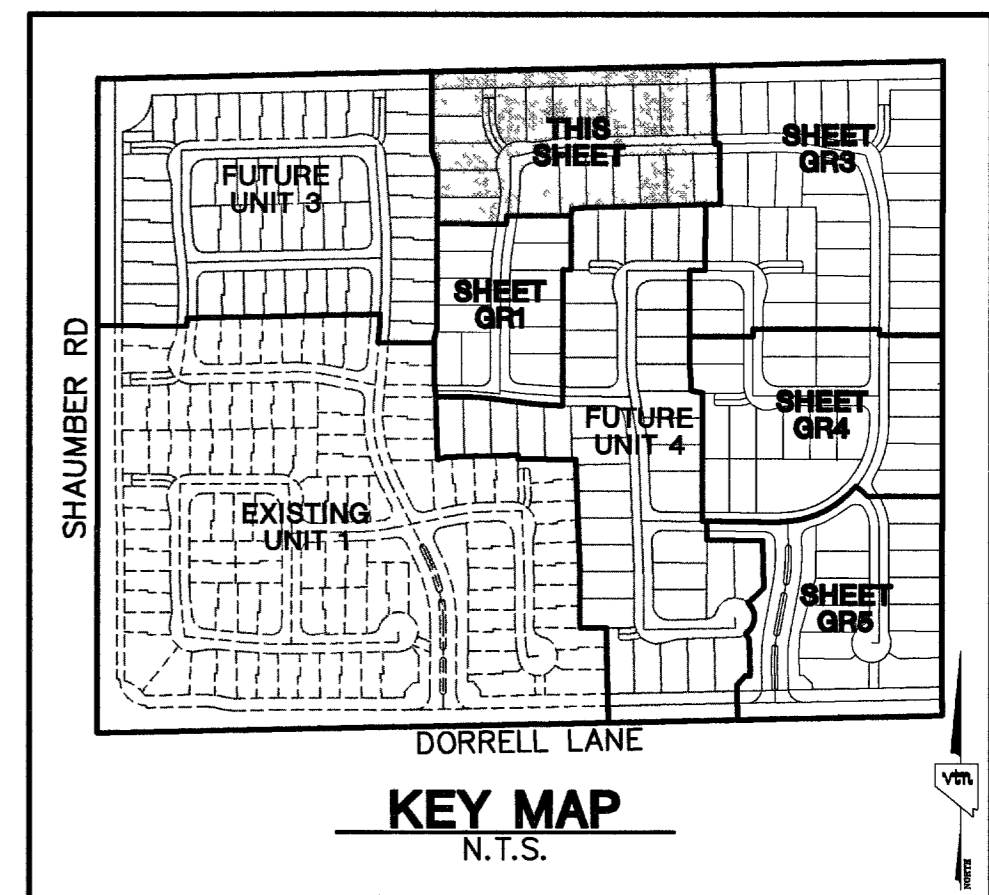 THIS
SHEET
SHEET
GR3
FUTURE
UNIT 3
SHEET
GR1
SHAUMBER RD
FUTURE
UNIT 4
SHEET
GR4
EXISTING
UNIT 1
SHEET
GR5
DORRELL LANE
KEY MAP
N.T.S.
vtn
NORTH